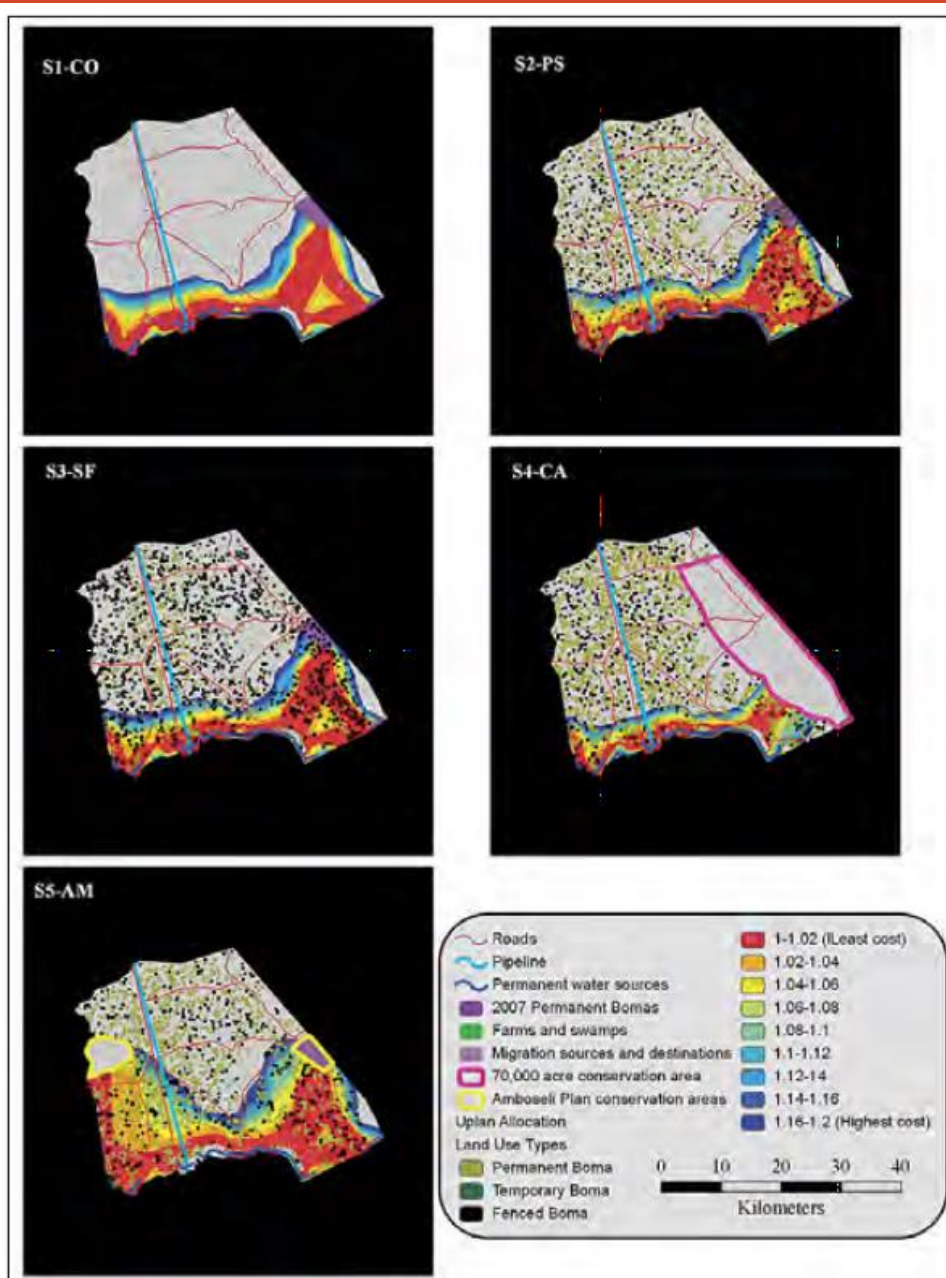 S1-CO
S2-PS
S3-SF
S4-CA
S5-AM
Roads
Pipeline
Permanent water sources
2007 Permanent Bomas
Farms and swamps
Migration sources and destinations
70,000 acre conservation area
Amboseli Plan conservation areas
Uplan Allocation
Land Use Types
Permanent Boma
Temporary Boma
Fenced Boma
1-1.02 (lLeast cost)
1.02-1.04
1.04-1.06
1.06-1.08
1.08-1.1
1.1-1.12
1.12-14
1.14-1.16
1.16-1.2 (Highest cost)
0 10 20 30 40
Kilometers